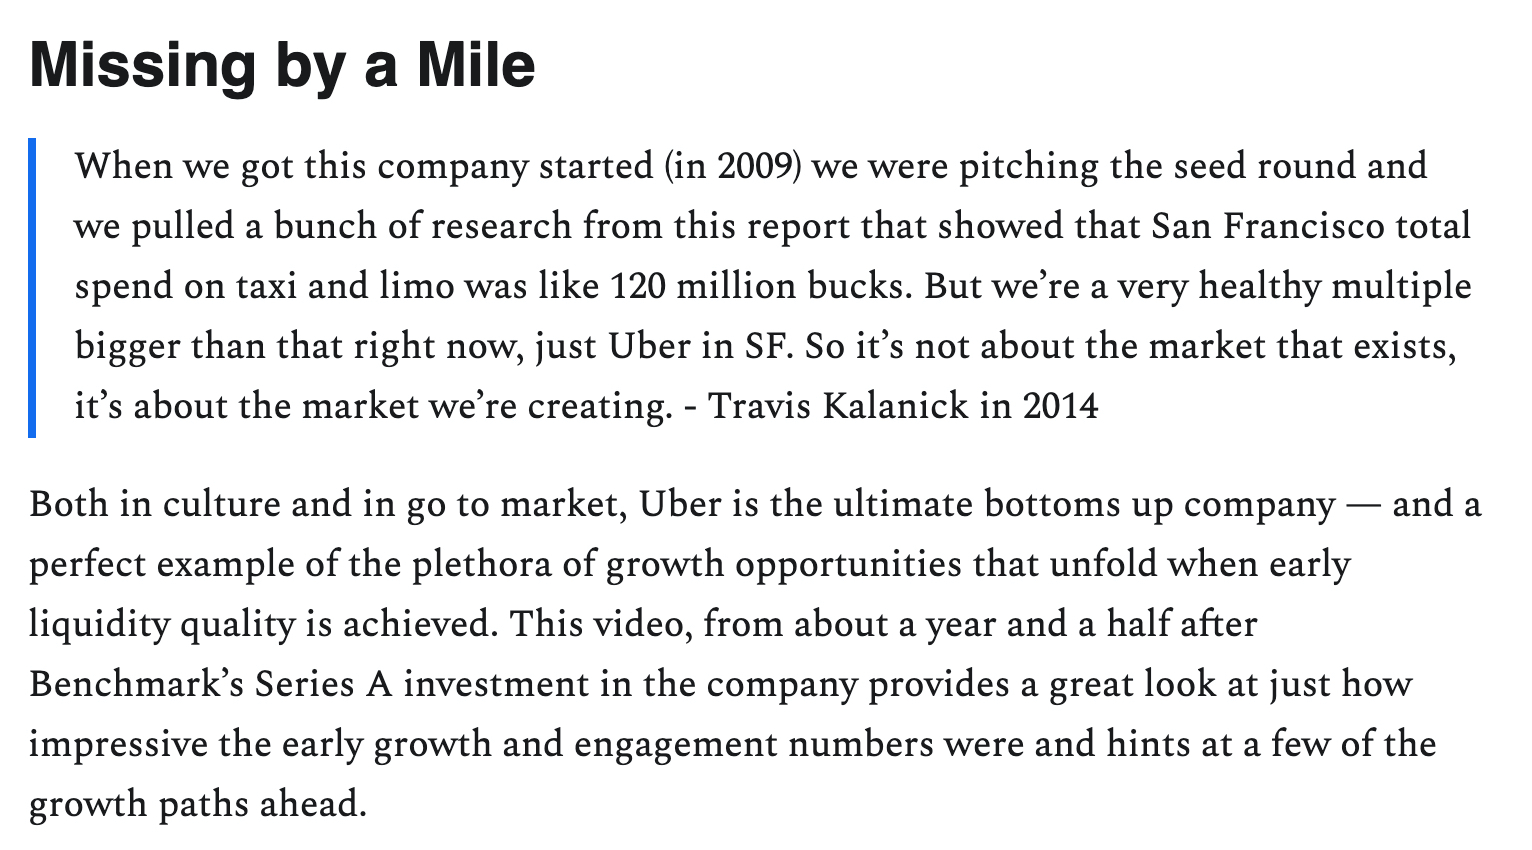 Missing by a Mile
When we got this company started (in 2009) we were pitching the seed round and
we pulled a bunch of research from this report that showed that San Francisco total
spend on taxi and limo was like 120 million bucks. But we’re a very healthy multiple
bigger than that right now, just Uber in SF. So it’s not about the market that exists,
it’s about the market we’re creating. - Travis Kalanick in 2014
Both in culture and in go to market, Uber is the ultimate bottoms up company — and a
perfect example of the plethora of growth opportunities that unfold when early
liquidity quality is achieved. This video, from about a year and a half after
Benchmark’s Series A investment in the company provides a great look at just how
impressive the early growth and engagement numbers were and hints at a few of the
growth paths ahead.